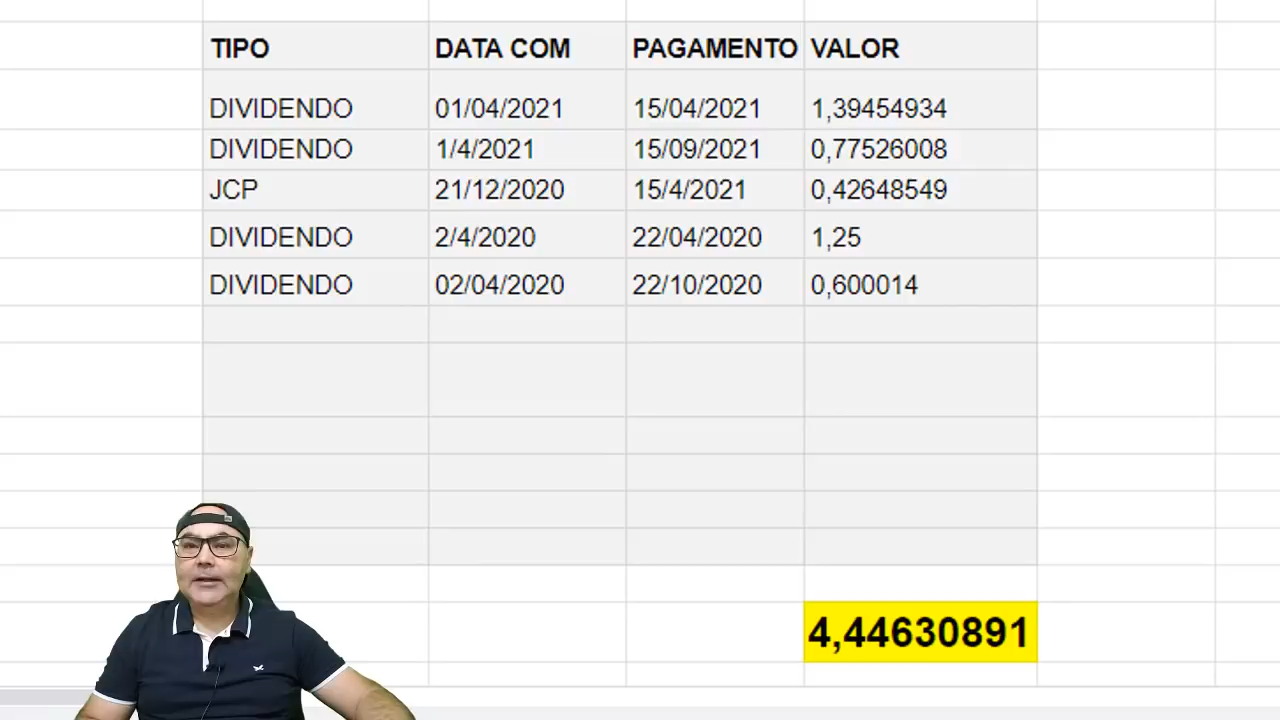 TIPO DATA COM PAGAMENTO VALOR
DIVIDENDO 01/04/2021 15/04/2021 1,39454934
DIVIDENDO 1/4/2021 15/09/2021 0,77526008
JCP 21/12/2020 15/4/2021 0,42648549
DIVIDENDO 2/4/2020 22/04/2020 1,25
DIVIDENDO 02/04/2020 22/10/2020 0,600014
4,44630891